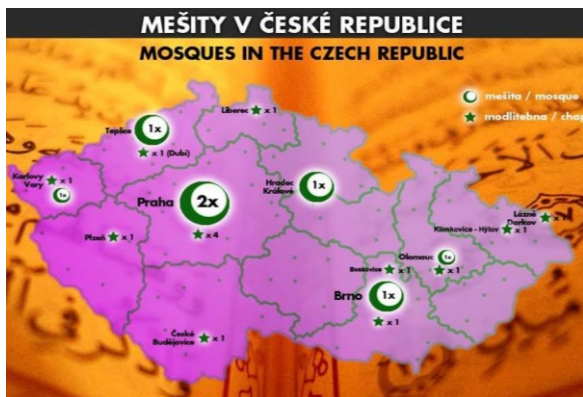 MEŠITY V ČESKÉ REPUBLICE
MOSQUES IN THE CZECH REPUBLIC
mešita / mosque
modlitebna / chap
Liberec x 1
Teplice 1x
x 1 (Dubí)
Karlovy
Vary
x 1
1x
Praha 2x
x 4
Hradec
Králové
1x
Plzeň x 1
Lázně
Darkov
Klimkovice - Hýlov x 1
Olomouc 1x
x 1
Boskovice x 1
Brno 1x
x 1
České
Budějovice
x 1